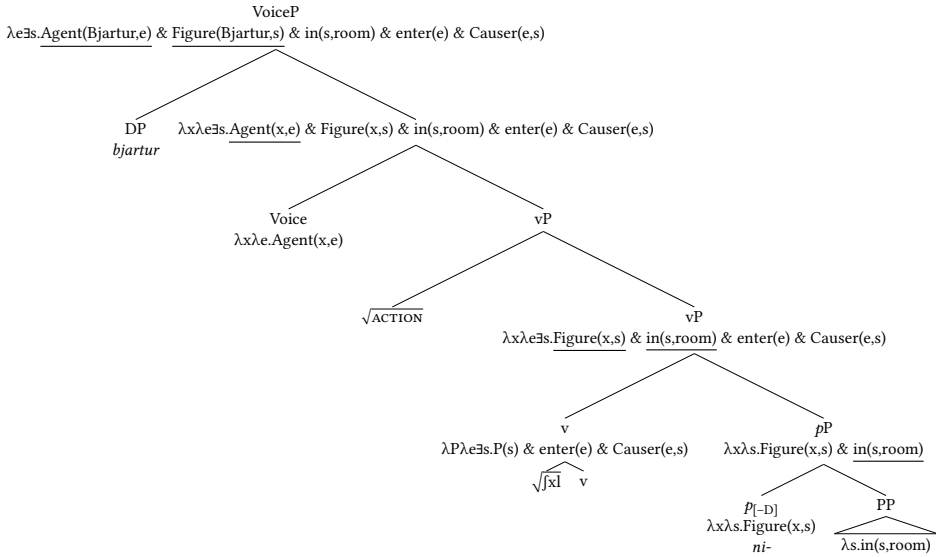 VoiceP
λe∃s.Agent(Bjartur,e) & Figure(Bjartur,s) & in(s,room) & enter(e) & Causer(e,s)
DP
bjartur
λxλe∃s.Agent(x,e) & Figure(x,s) & in(s,room) & enter(e) & Causer(e,s)
Voice
λxλe.Agent(x,e)
vP
√ACTION
vP
λxλe∃s.Figure(x,s) & in(s,room) & enter(e) & Causer(e,s)
v
λPλe∃s.P(s) & enter(e) & Causer(e,s)
√ʃxl v
pP
λxλs.Figure(x,s) & in(s,room)
p[−D]
λxλs.Figure(x,s)
ni-
PP
λs.in(s,room)